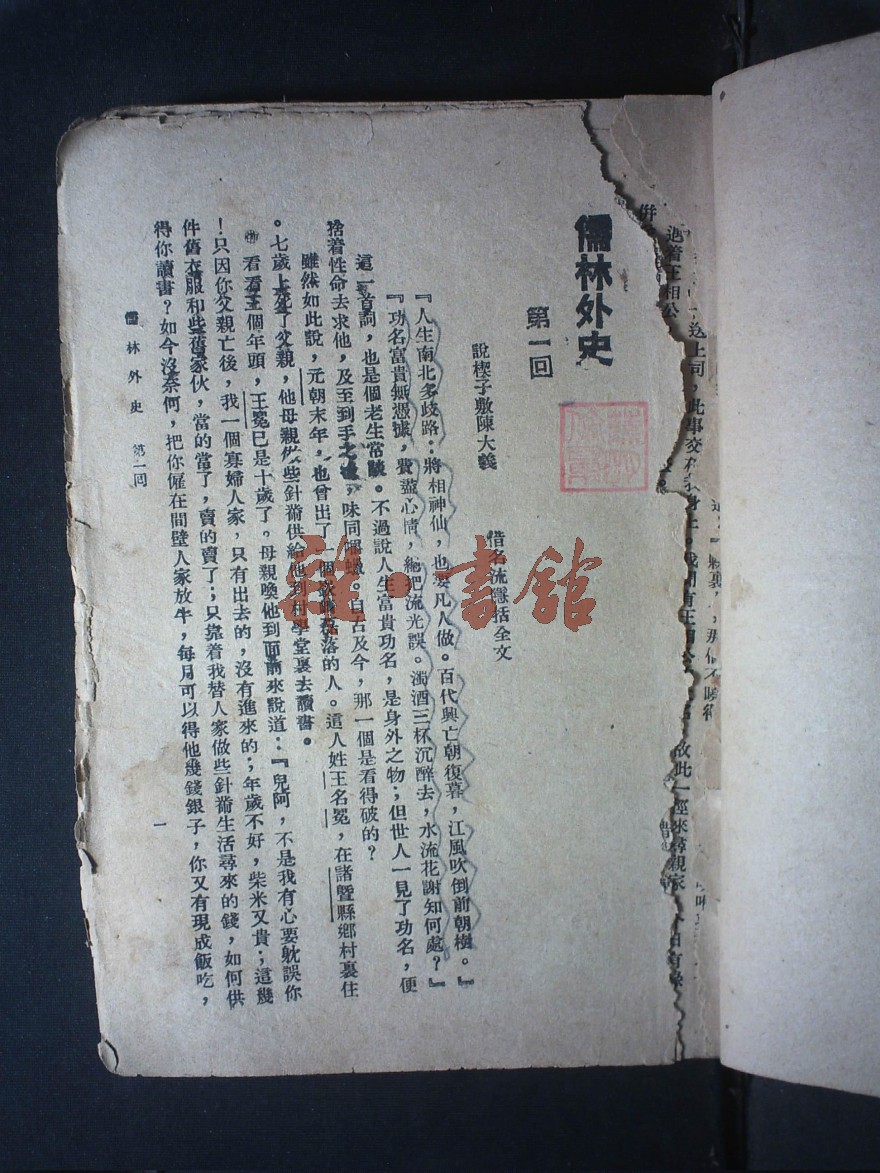 儒林外史
第一回
說楔子敷陳大義
借名流隱括全文
『人生南北多歧路：將相神仙，也要凡人做。百代興亡朝復暮，江風吹倒前朝樹。』
『功名富貴無憑據，費盡心情，總把流光誤。濁酒三杯沉醉去，水流花謝知何處？』
這一首詞，也是個老生常談。不過說人生富貴功名，是身外之物；但世人一見了功名，便
捨着性命去求他，及至到手之後，味同嚼蠟。自古及今，那一個是看得破的？
雖然如此說，元朝末年，也曾出了一個嶔崎磊落的人。這人姓王名冕，在諸暨縣鄉村裏住
。七歲上死了父親，他母親做些針黹供給他到村學堂裏去讀書。
看看三個年頭，王冕已是十歲了。母親喚他到面前來說道：『兒阿，不是我有心要躭誤你
！只因你父親亡後，我一個寡婦人家，只有出去的，沒有進來的；年歲不好，柴米又貴；這幾
件舊衣服和些舊家伙，當的當了，賣的賣了；只靠着我替人家做些針黹生活尋來的錢，如何供
得你讀書？如今沒奈何，把你僱在間壁人家放牛，每月可以得他幾錢銀子，你又有現成飯吃，
儒林外史 第一回
一
書館